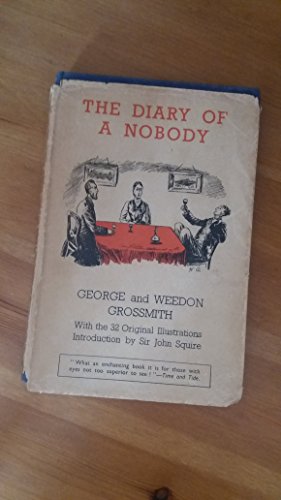 THE DIARY OF
A NOBODY
W G.
GEORGE and WEEDON
GROSSMITH
With the 32 Original Illustrations
Introduction by Sir John Squire
"What an enchanting book it is for those with
eyes not too superior to see!"—Time and Tide.